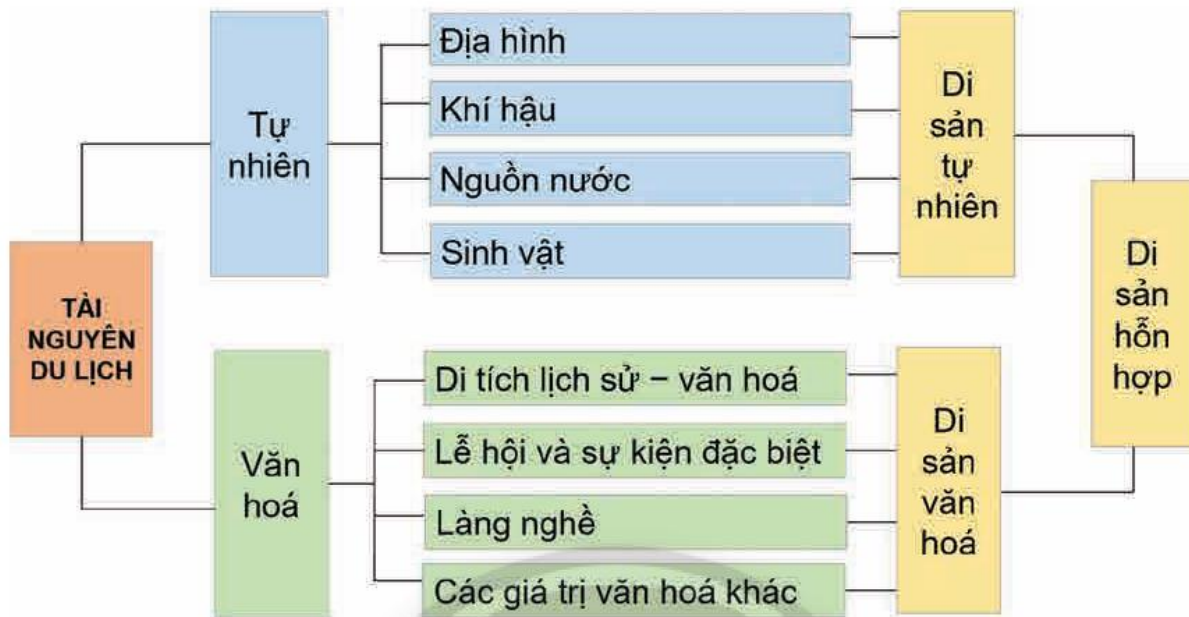 TÀI
NGUYÊN
DU LỊCH
Tự
nhiên
Địa hình
Khí hậu
Nguồn nước
Sinh vật
Di
sản
tự
nhiên
Văn
hoá
Di tích lịch sử – văn hoá
Lễ hội và sự kiện đặc biệt
Làng nghề
Các giá trị văn hoá khác
Di
sản
văn
hoá
Di
sản
hỗn
hợp